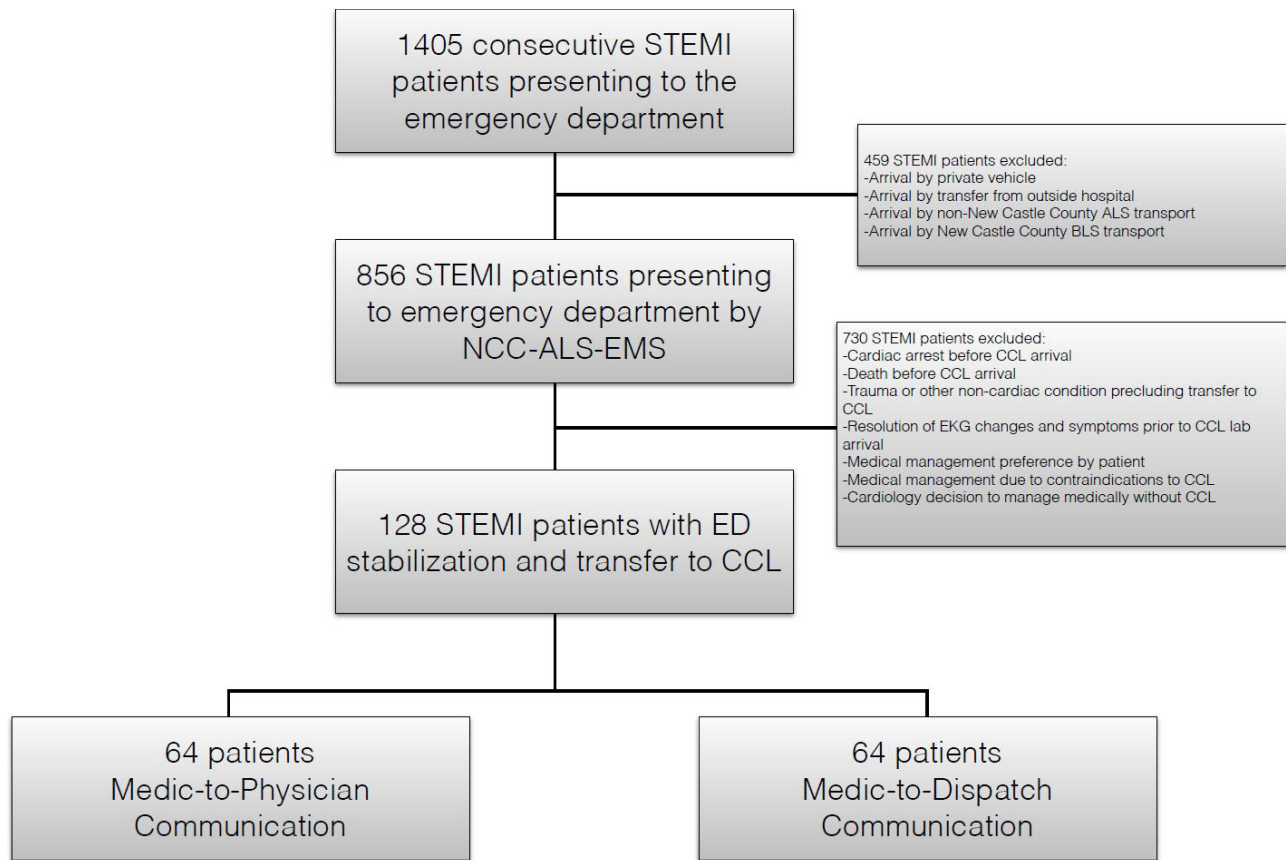 1405 consecutive STEMI
patients presenting to the
emergency department
459 STEMI patients excluded:
-Arrival by private vehicle
-Arrival by transfer from outside hospital
-Arrival by non-New Castle County ALS transport
-Arrival by New Castle County BLS transport
856 STEMI patients presenting
to emergency department by
NCC-ALS-EMS
730 STEMI patients excluded:
-Cardiac arrest before CCL arrival
-Death before CCL arrival
-Trauma or other non-cardiac condition precluding transfer to
CCL
-Resolution of EKG changes and symptoms prior to CCL lab
arrival
-Medical management preference by patient
-Medical management due to contraindications to CCL
-Cardiology decision to manage medically without CCL
128 STEMI patients with ED
stabilization and transfer to CCL
64 patients
Medic-to-Physician
Communication
64 patients
Medic-to-Dispatch
Communication